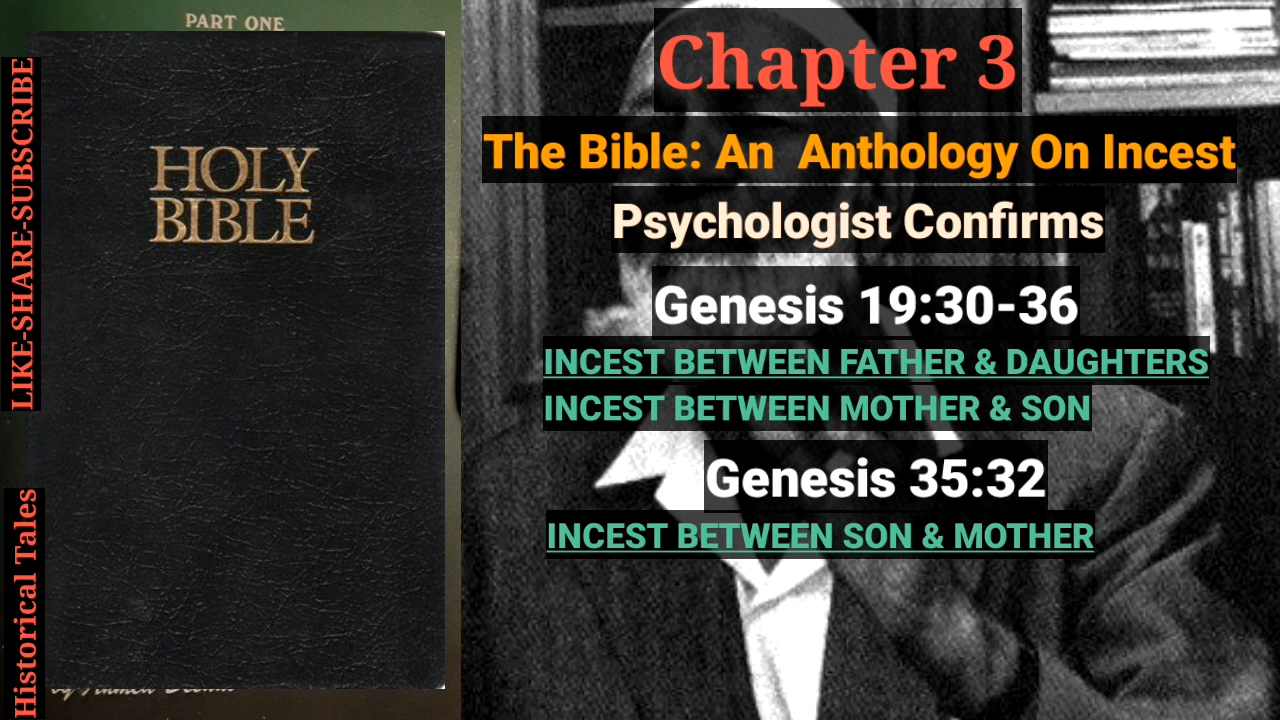 PART ONE
HOLY
BIBLE
LIKE-SHARE-SUBSCRIBE
Historical Tales
Chapter 3
The Bible: An  Anthology On Incest
Psychologist Confirms
Genesis 19:30-36
INCEST BETWEEN FATHER & DAUGHTERS
INCEST BETWEEN MOTHER & SON
Genesis 35:32
INCEST BETWEEN SON & MOTHER